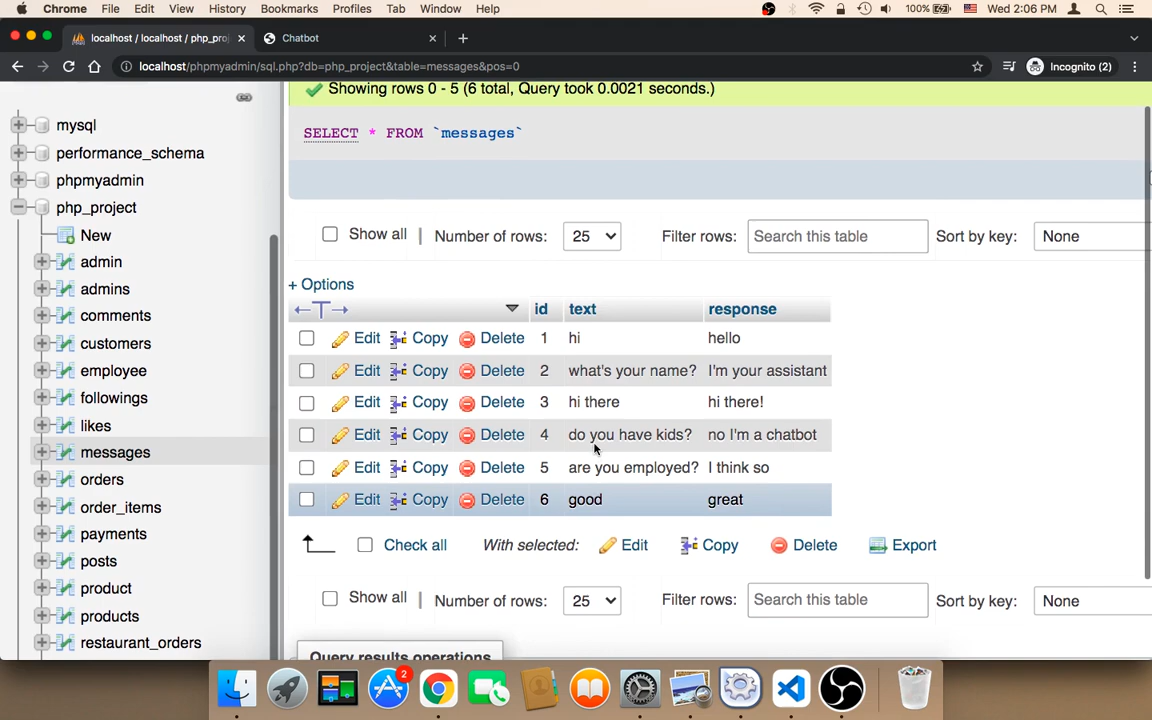 Chrome File Edit View History Bookmarks Profiles Tab Window Help 100% Wed 2:06 PM
localhost / localhost / php_proj Chatbot
localhost/phpmyadmin/sql.php?db=php_project&table=messages&pos=0 Incognito (2)
mysql
performance_schema
phpmyadmin
php_project
New
admin
admins
comments
customers
employee
followings
likes
messages
orders
order_items
payments
posts
product
products
restaurant_orders
Showing rows 0 - 5 (6 total, Query took 0.0021 seconds.)
SELECT * FROM `messages`
Show all | Number of rows: 25 Filter rows: Search this table Sort by key: None
+ Options
←T→ id text response
Edit Copy Delete 1 hi hello
Edit Copy Delete 2 what's your name? I'm your assistant
Edit Copy Delete 3 hi there hi there!
Edit Copy Delete 4 do you have kids? no I'm a chatbot
Edit Copy Delete 5 are you employed? I think so
Edit Copy Delete 6 good great
Check all With selected: Edit Copy Delete Export
Show all | Number of rows: 25 Filter rows: Search this table Sort by key: None
Query results operations
2